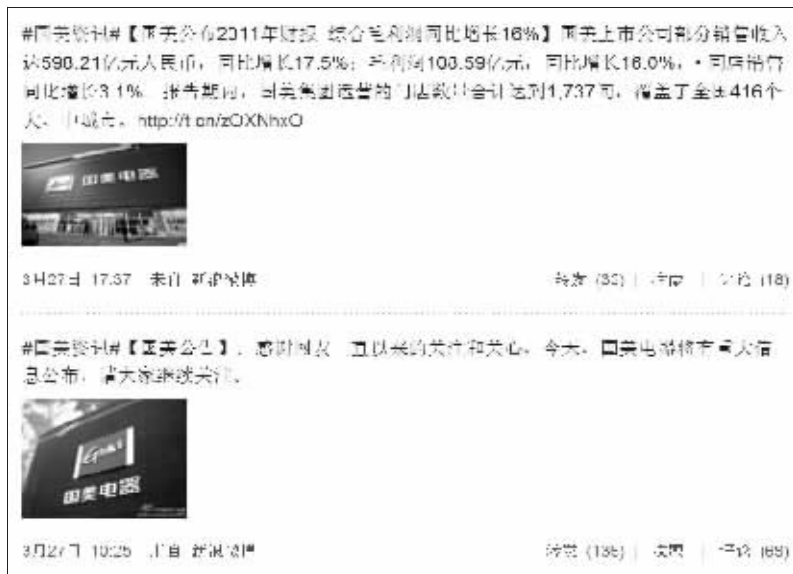 #国美资讯#【国美公布2011年财报 综合毛利润同比增长16%】国美上市公司部分销售收入
达598.21亿元人民币，同比增长17.5%；毛利润108.59亿元，同比增长16.0%，·同店销售
同比增长3.1%。报告期内，国美集团运营的门店数量合计达到1,737间，覆盖了全国416个
大、中城市。http://t.cn/zOXNhxO
国美电器
3月27日 17:37 来自 新浪微博
转发 (35) | 收藏 | 评论 (18)
#国美资讯#【国美公告】，感谢网友一直以来的关注和关心。今天，国美电器将有重大信
息公布，请大家继续关注。
GoMe
国美电器
3月27日 10:25 来自 新浪微博
转发 (136) | 收藏 | 评论 (69)